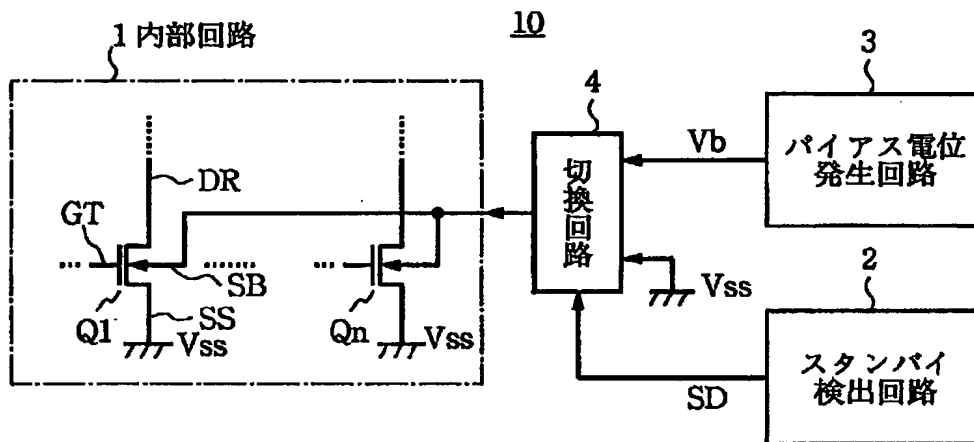 10
1 内部回路
3
4
バイアス電位
発生回路
Vb
切換回路
DR
GT
SB
Q1
SS
Vss
Qn
Vss
Vss
2
スタンバイ
検出回路
SD